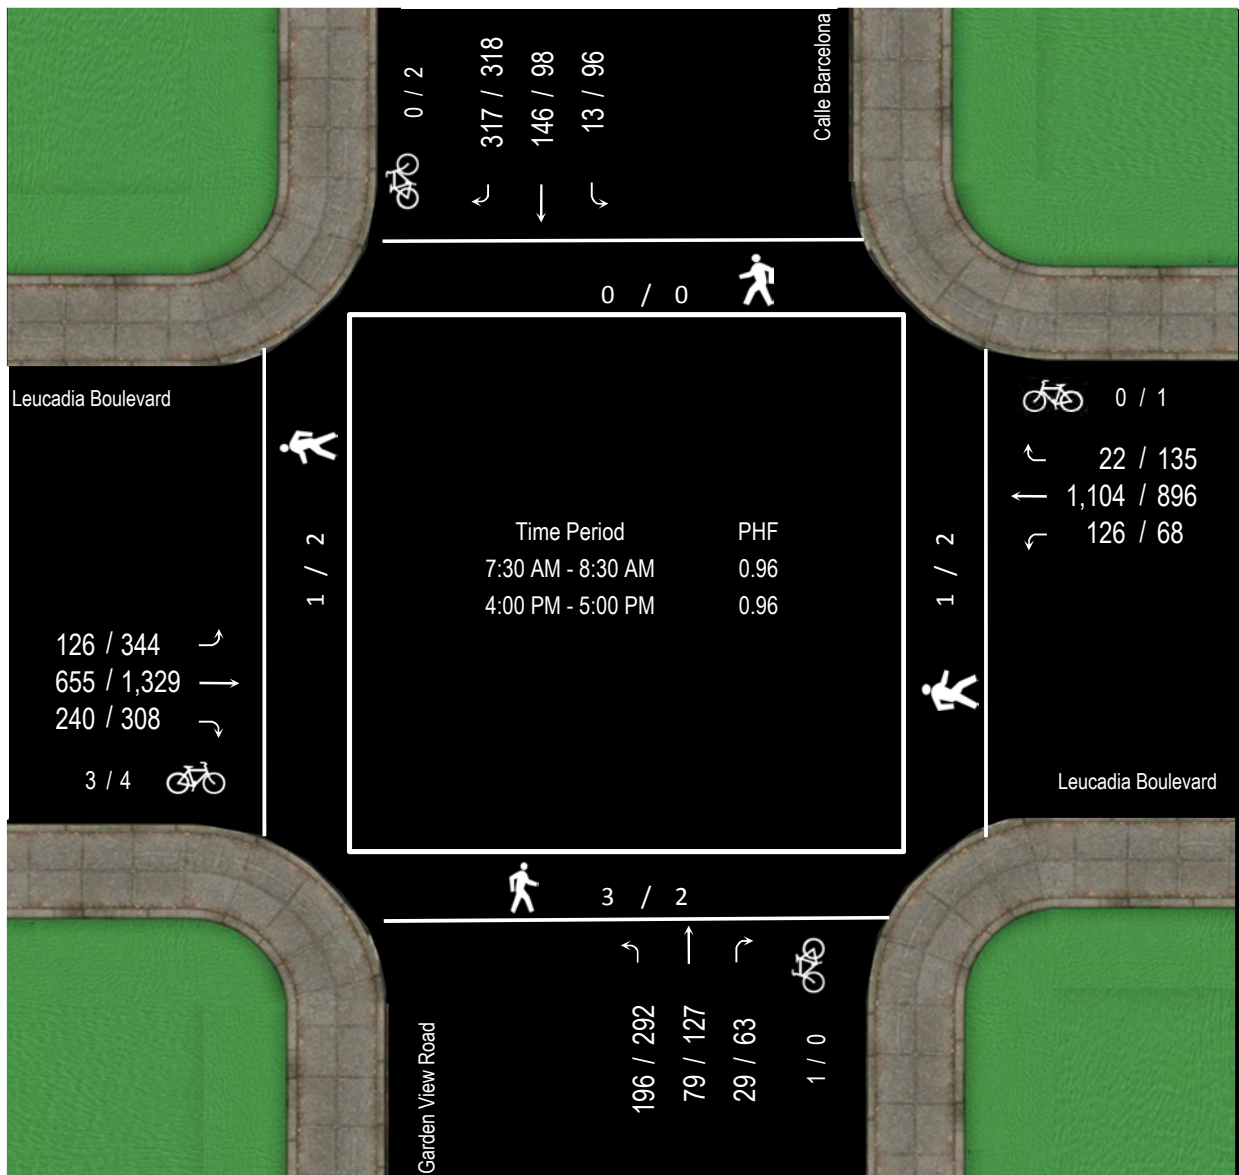 0 / 2
317 / 318
146 / 98
13 / 96
Calle Barcelona
0 / 0
Leucadia Boulevard
0 / 1
22 / 135
1,104 / 896
126 / 68
1 / 2
Time Period PHF
7:30 AM - 8:30 AM 0.96
4:00 PM - 5:00 PM 0.96
1 / 2
126 / 344
655 / 1,329
240 / 308
3 / 4
Leucadia Boulevard
3 / 2
Garden View Road
196 / 292
79 / 127
29 / 63
1 / 0